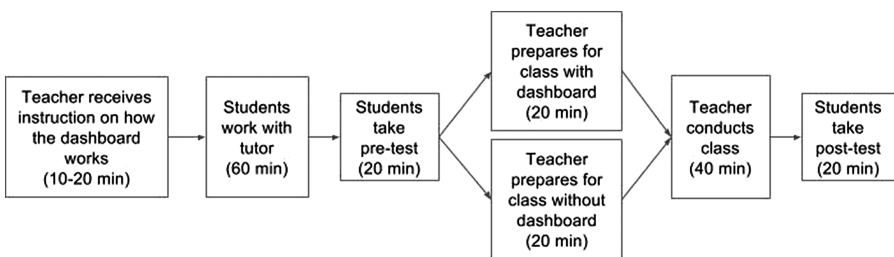 Teacher receives
instruction on how
the dashboard
works
(10-20 min)
Students
work with
tutor
(60 min)
Students
take
pre-test
(20 min)
Teacher
prepares for
class with
dashboard
(20 min)
Teacher
prepares for
class without
dashboard
(20 min)
Teacher
conducts
class
(40 min)
Students
take
post-test
(20 min)